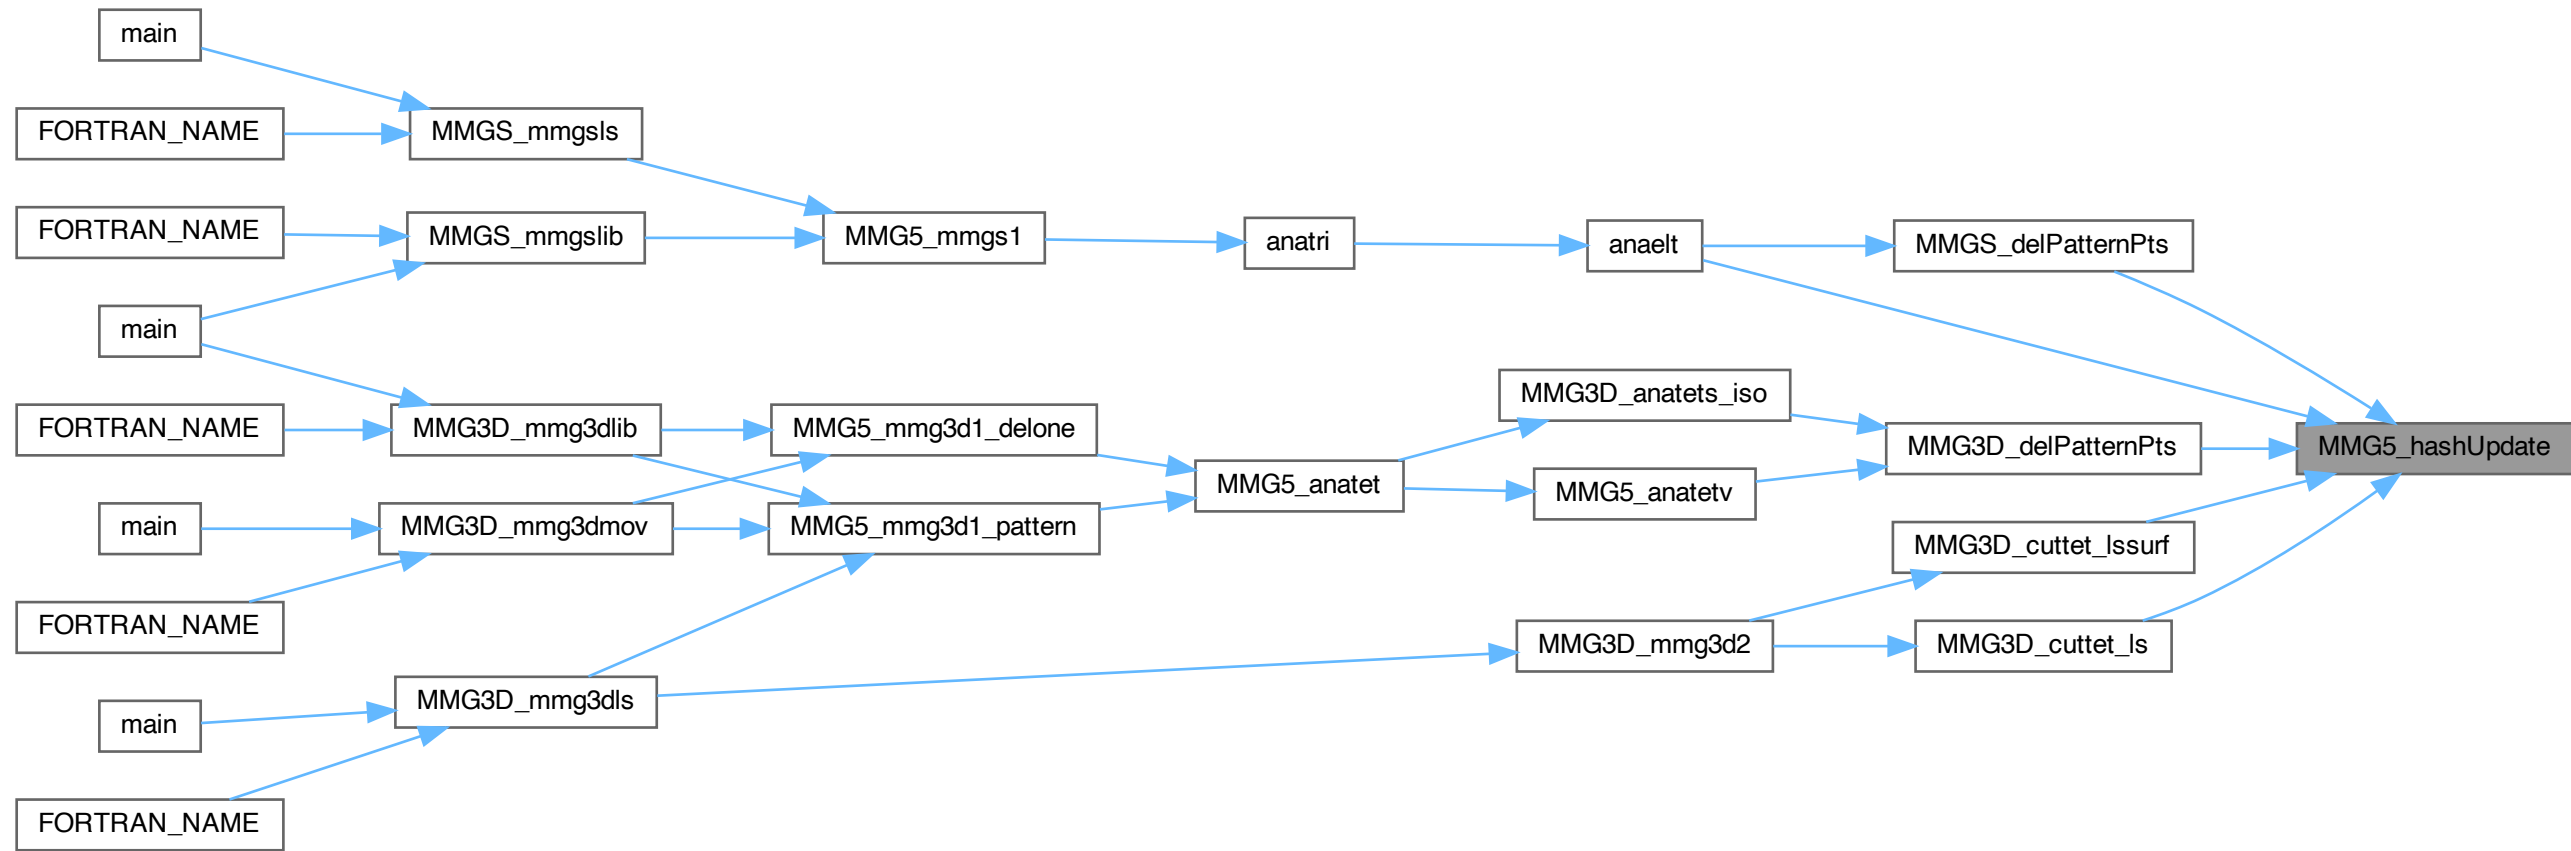 main
FORTRAN_NAME
MMGS_mmgsls
FORTRAN_NAME
MMGS_mmgslib
MMG5_mmgs1
anatri
anaelt
MMGS_delPatternPts
main
FORTRAN_NAME
MMG3D_mmg3dlib
MMG5_mmg3d1_delone
MMG3D_anatets_iso
MMG3D_delPatternPts
MMG5_hashUpdate
MMG5_anatet
MMG5_anatetv
main
MMG3D_mmg3dmov
MMG5_mmg3d1_pattern
MMG3D_cuttet_lssurf
FORTRAN_NAME
MMG3D_mmg3d2
MMG3D_cuttet_ls
main
MMG3D_mmg3dls
FORTRAN_NAME